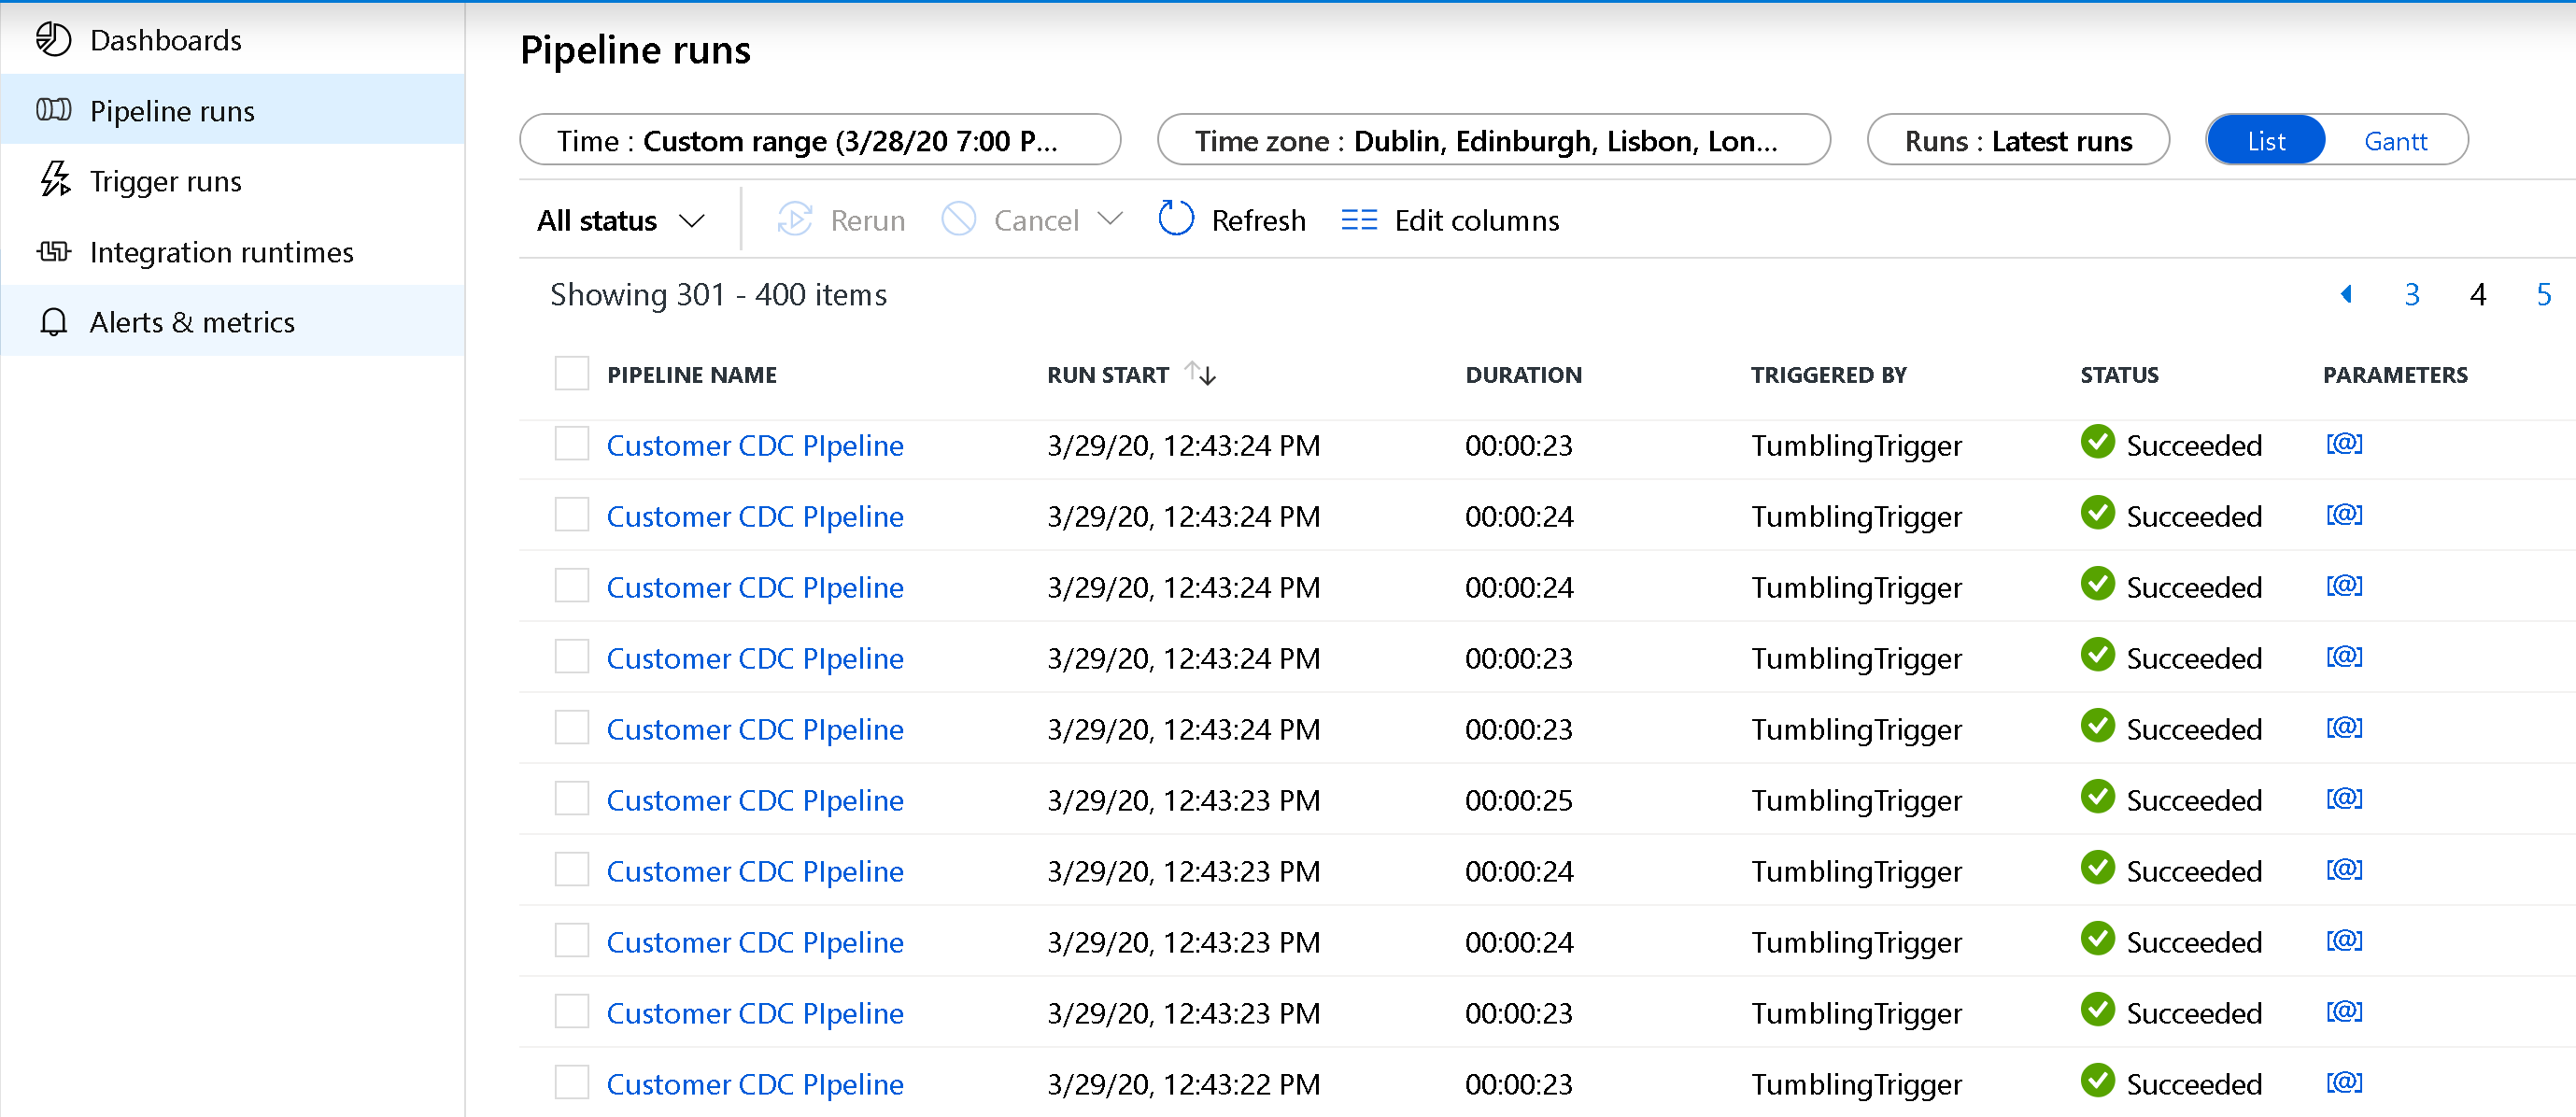 Dashboards
Pipeline runs
Trigger runs
Integration runtimes
Alerts & metrics
Pipeline runs
Time : Custom range (3/28/20 7:00 P... Time zone : Dublin, Edinburgh, Lisbon, Lon... Runs : Latest runs List Gantt
All status Rerun Cancel Refresh Edit columns
Showing 301 - 400 items 3 4 5
PIPELINE NAME RUN START DURATION TRIGGERED BY STATUS PARAMETERS
Customer CDC PIpeline 3/29/20, 12:43:24 PM 00:00:23 TumblingTrigger Succeeded [@]
Customer CDC PIpeline 3/29/20, 12:43:24 PM 00:00:24 TumblingTrigger Succeeded [@]
Customer CDC PIpeline 3/29/20, 12:43:24 PM 00:00:24 TumblingTrigger Succeeded [@]
Customer CDC PIpeline 3/29/20, 12:43:24 PM 00:00:23 TumblingTrigger Succeeded [@]
Customer CDC PIpeline 3/29/20, 12:43:24 PM 00:00:23 TumblingTrigger Succeeded [@]
Customer CDC PIpeline 3/29/20, 12:43:23 PM 00:00:25 TumblingTrigger Succeeded [@]
Customer CDC PIpeline 3/29/20, 12:43:23 PM 00:00:24 TumblingTrigger Succeeded [@]
Customer CDC PIpeline 3/29/20, 12:43:23 PM 00:00:24 TumblingTrigger Succeeded [@]
Customer CDC PIpeline 3/29/20, 12:43:23 PM 00:00:23 TumblingTrigger Succeeded [@]
Customer CDC PIpeline 3/29/20, 12:43:22 PM 00:00:23 TumblingTrigger Succeeded [@]